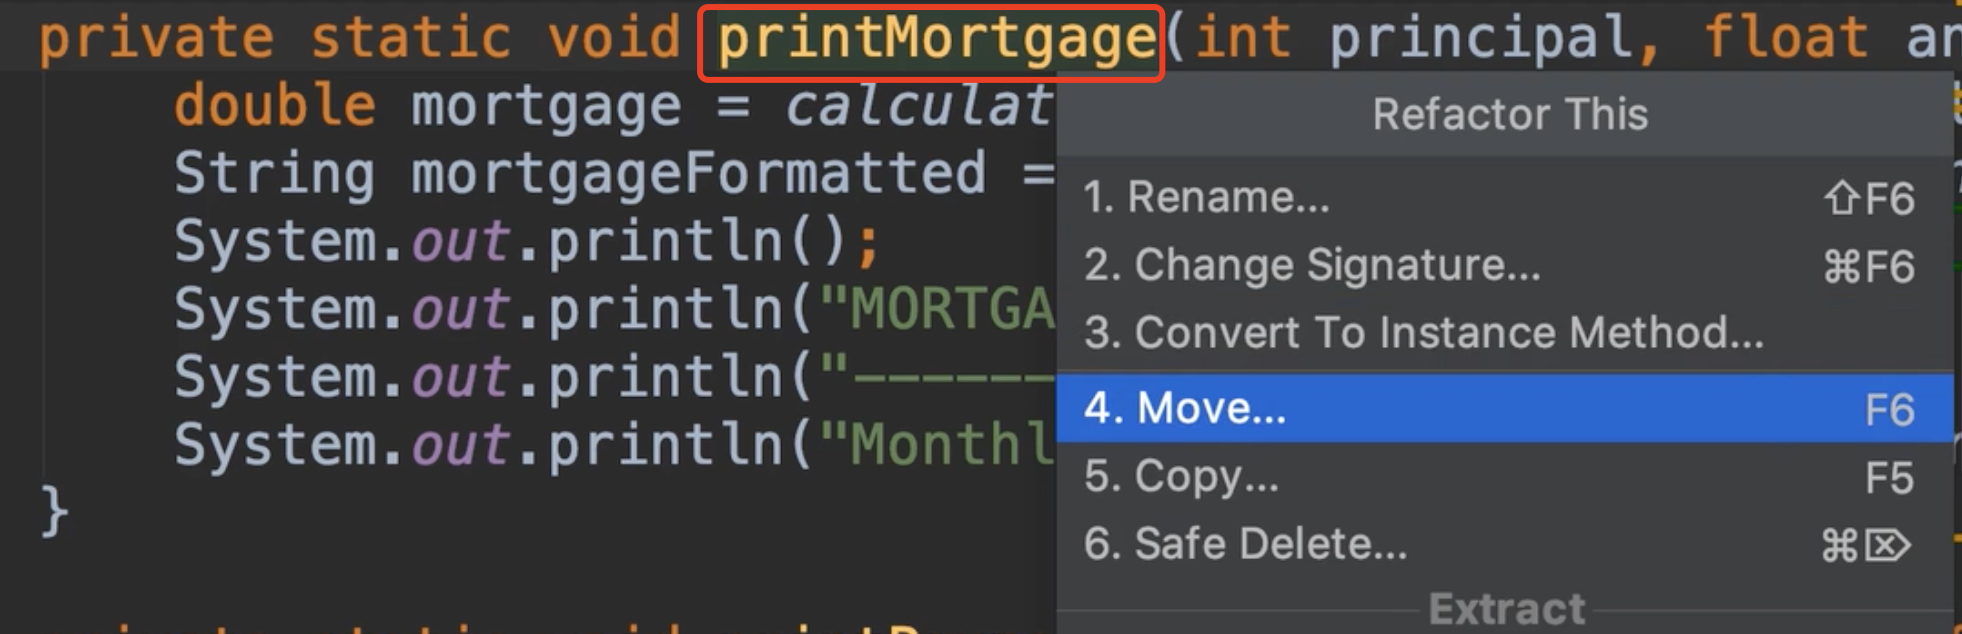 private static void printMortgage(int principal, float an
double mortgage = calculat
String mortgageFormatted =
System.out.println();
System.out.println("MORTGA
System.out.println("------
System.out.println("Monthl
}
Refactor This
1. Rename... ⇧F6
2. Change Signature... ⌘F6
3. Convert To Instance Method...
4. Move... F6
5. Copy... F5
6. Safe Delete... ⌘⌦
Extract